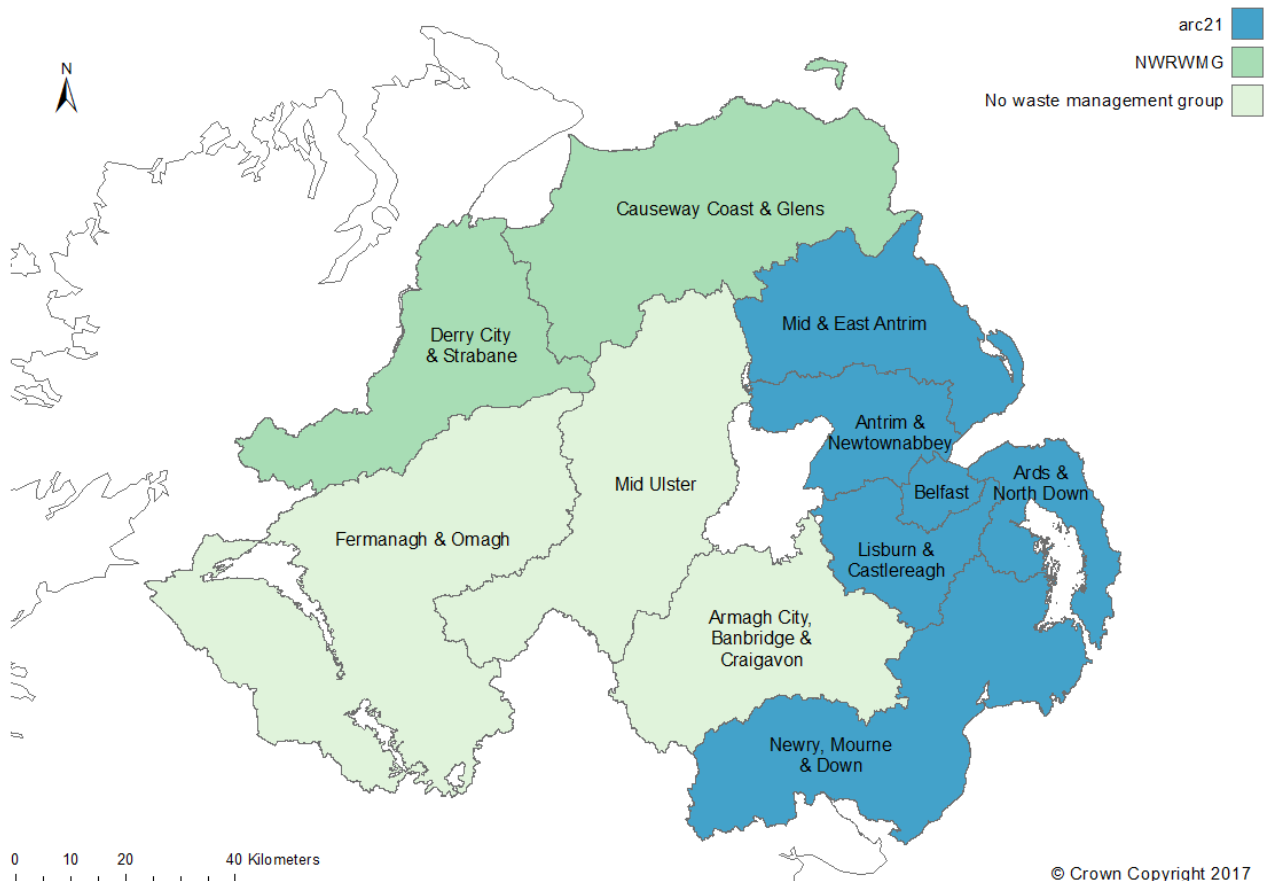 arc21
NWRWMG
No waste management group
N
Causeway Coast & Glens
Mid & East Antrim
Derry City
& Strabane
Antrim &
Newtownabbey
Ards &
North Down
Belfast
Mid Ulster
Fermanagh & Omagh
Lisburn &
Castlereagh
Armagh City,
Banbridge &
Craigavon
Newry, Mourne
& Down
0 10 20 40 Kilometers
© Crown Copyright 2017